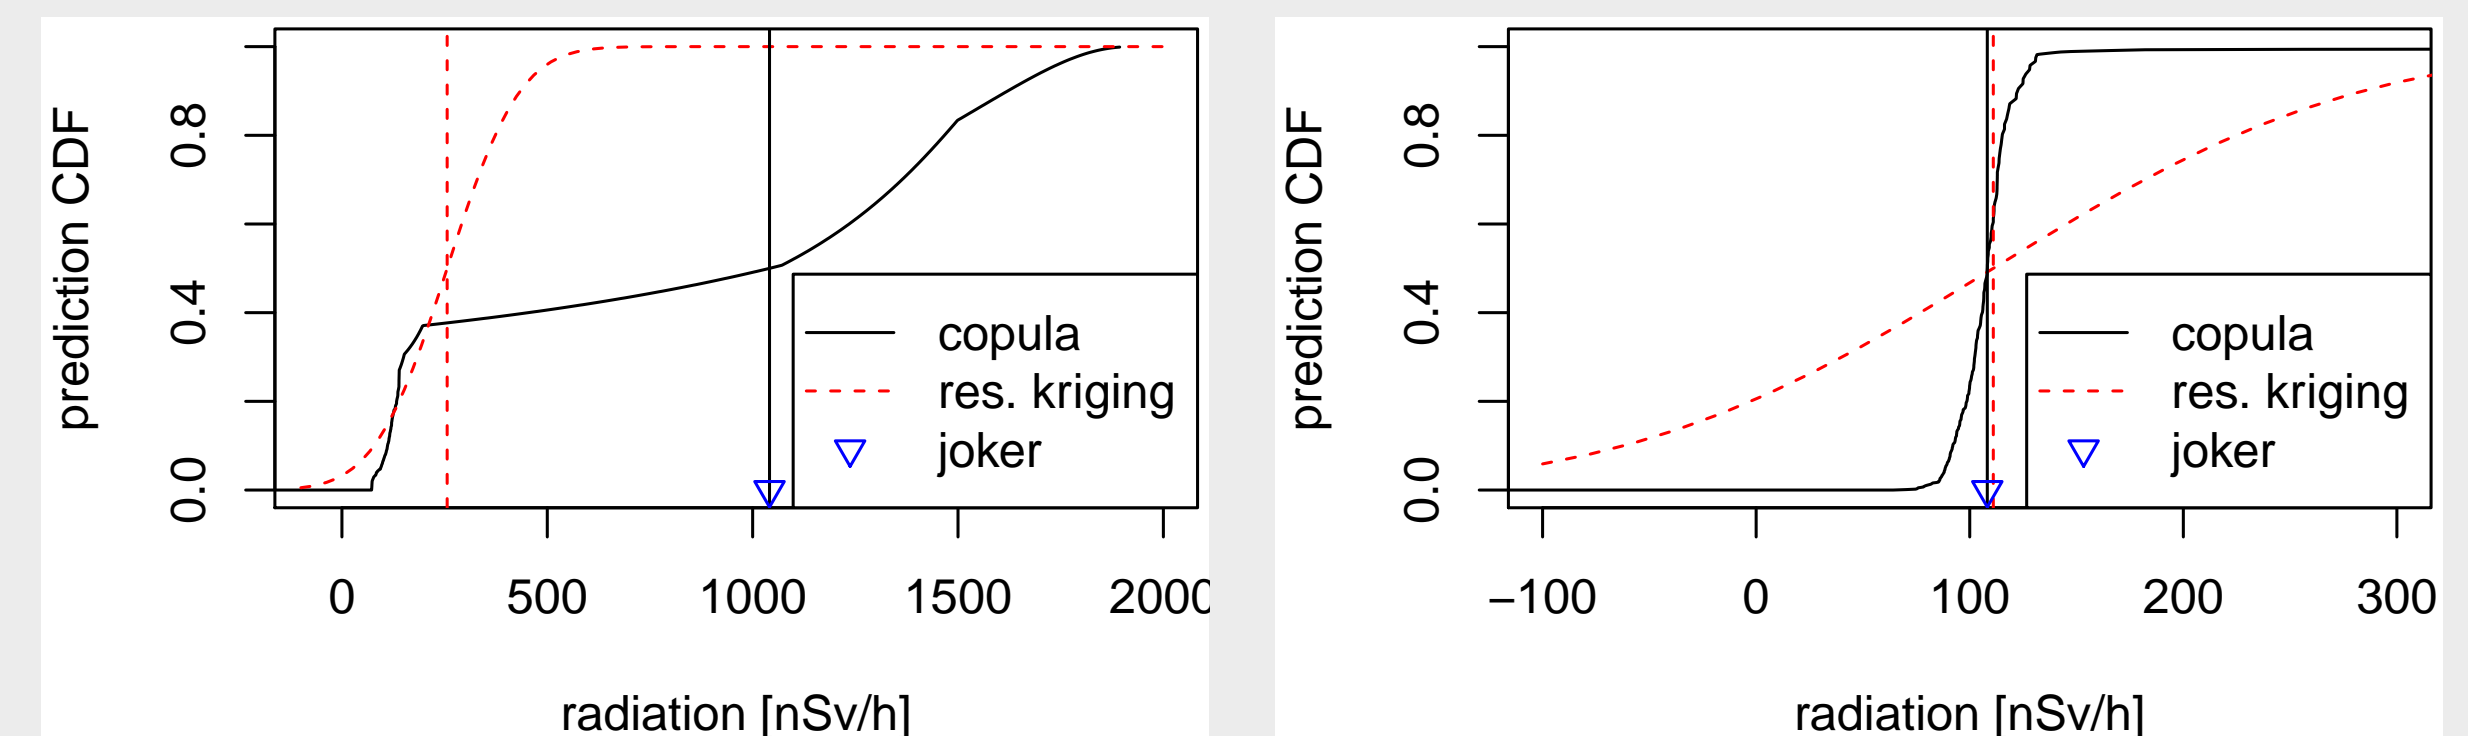 prediction CDF
0.0 0.4 0.8
copula
res. kriging
joker
0 500 1000 1500 2000
radiation [nSv/h]
prediction CDF
0.0 0.4 0.8
copula
res. kriging
joker
−100 0 100 200 300
radiation [nSv/h]